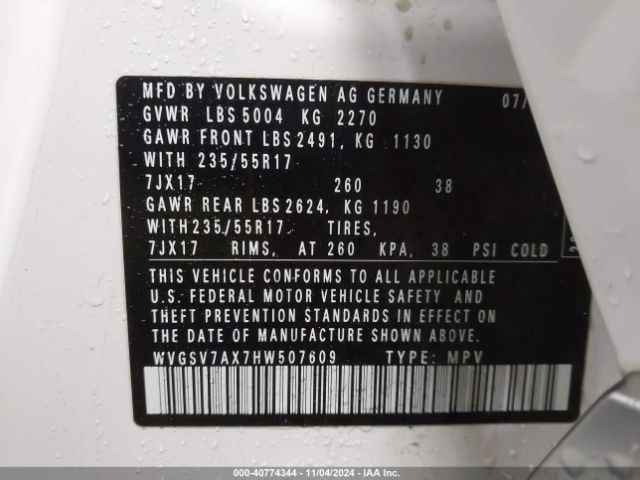 MFD BY VOLKSWAGEN AG GERMANY 07/
GVWR LBS 5004 KG 2270
GAWR FRONT LBS 2491, KG 1130
WITH 235/55R17
7JX17 260 38
GAWR REAR LBS 2624, KG 1190
WITH 235/55R17 TIRES,
7JX17 RIMS, AT 260 KPA, 38 PSI COLD
THIS VEHICLE CONFORMS TO ALL APPLICABLE
U.S. FEDERAL MOTOR VEHICLE SAFETY AND
THEFT PREVENTION STANDARDS IN EFFECT ON
THE DATE OF MANUFACTURE SHOWN ABOVE.
WVGSV7AX7HW507609 TYPE: MPV
000-40774344 - 11/04/2024 - IAA Inc.